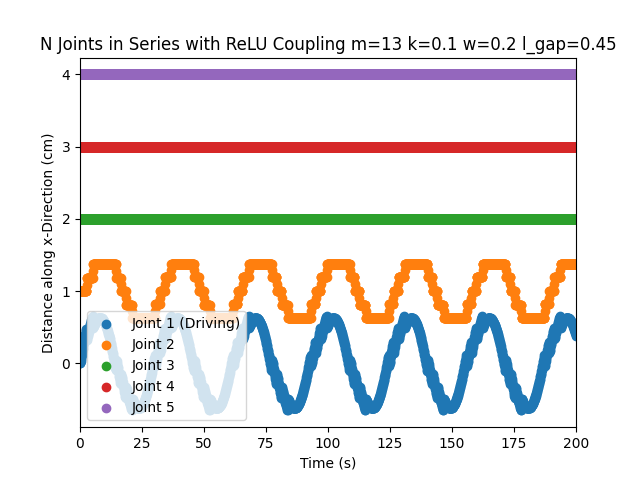 N Joints in Series with ReLU Coupling m=13 k=0.1 w=0.2 l_gap=0.45
Distance along x-Direction (cm)
4
3
2
1
0
Joint 1 (Driving)
Joint 2
Joint 3
Joint 4
Joint 5
0 25 50 75 100 125 150 175 200
Time (s)